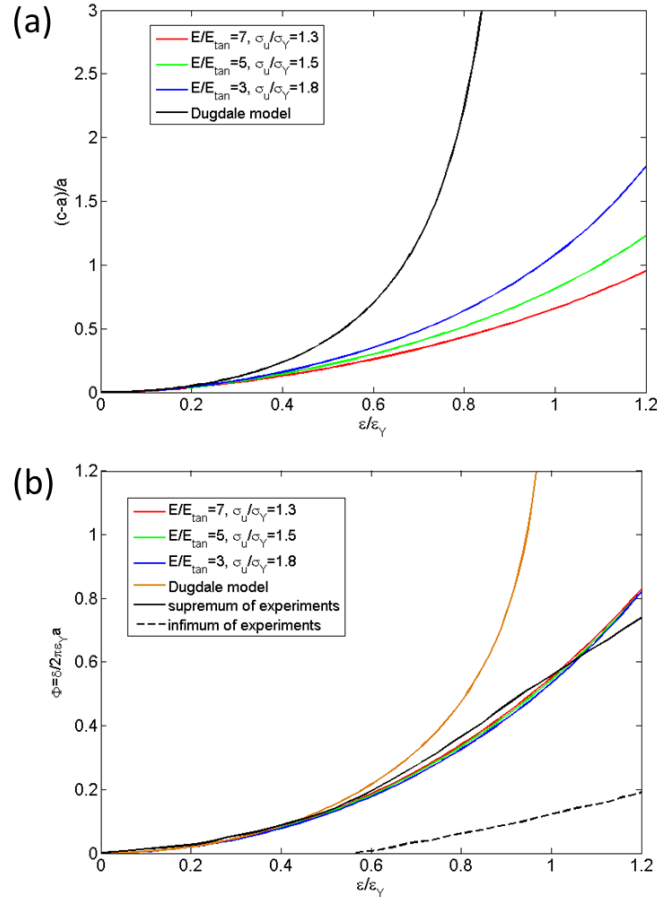 (a)
3
2.5
2
1.5
1
0.5
0
(c-a)/a
E/E_tan=7, σ_u/σ_Y=1.3
E/E_tan=5, σ_u/σ_Y=1.5
E/E_tan=3, σ_u/σ_Y=1.8
Dugdale model
0 0.2 0.4 0.6 0.8 1 1.2
ε/ε_Y
(b)
1.2
1
0.8
0.6
0.4
0.2
0
Φ=δ/2πε_Y a
E/E_tan=7, σ_u/σ_Y=1.3
E/E_tan=5, σ_u/σ_Y=1.5
E/E_tan=3, σ_u/σ_Y=1.8
Dugdale model
supremum of experiments
infimum of experiments
0 0.2 0.4 0.6 0.8 1 1.2
ε/ε_Y